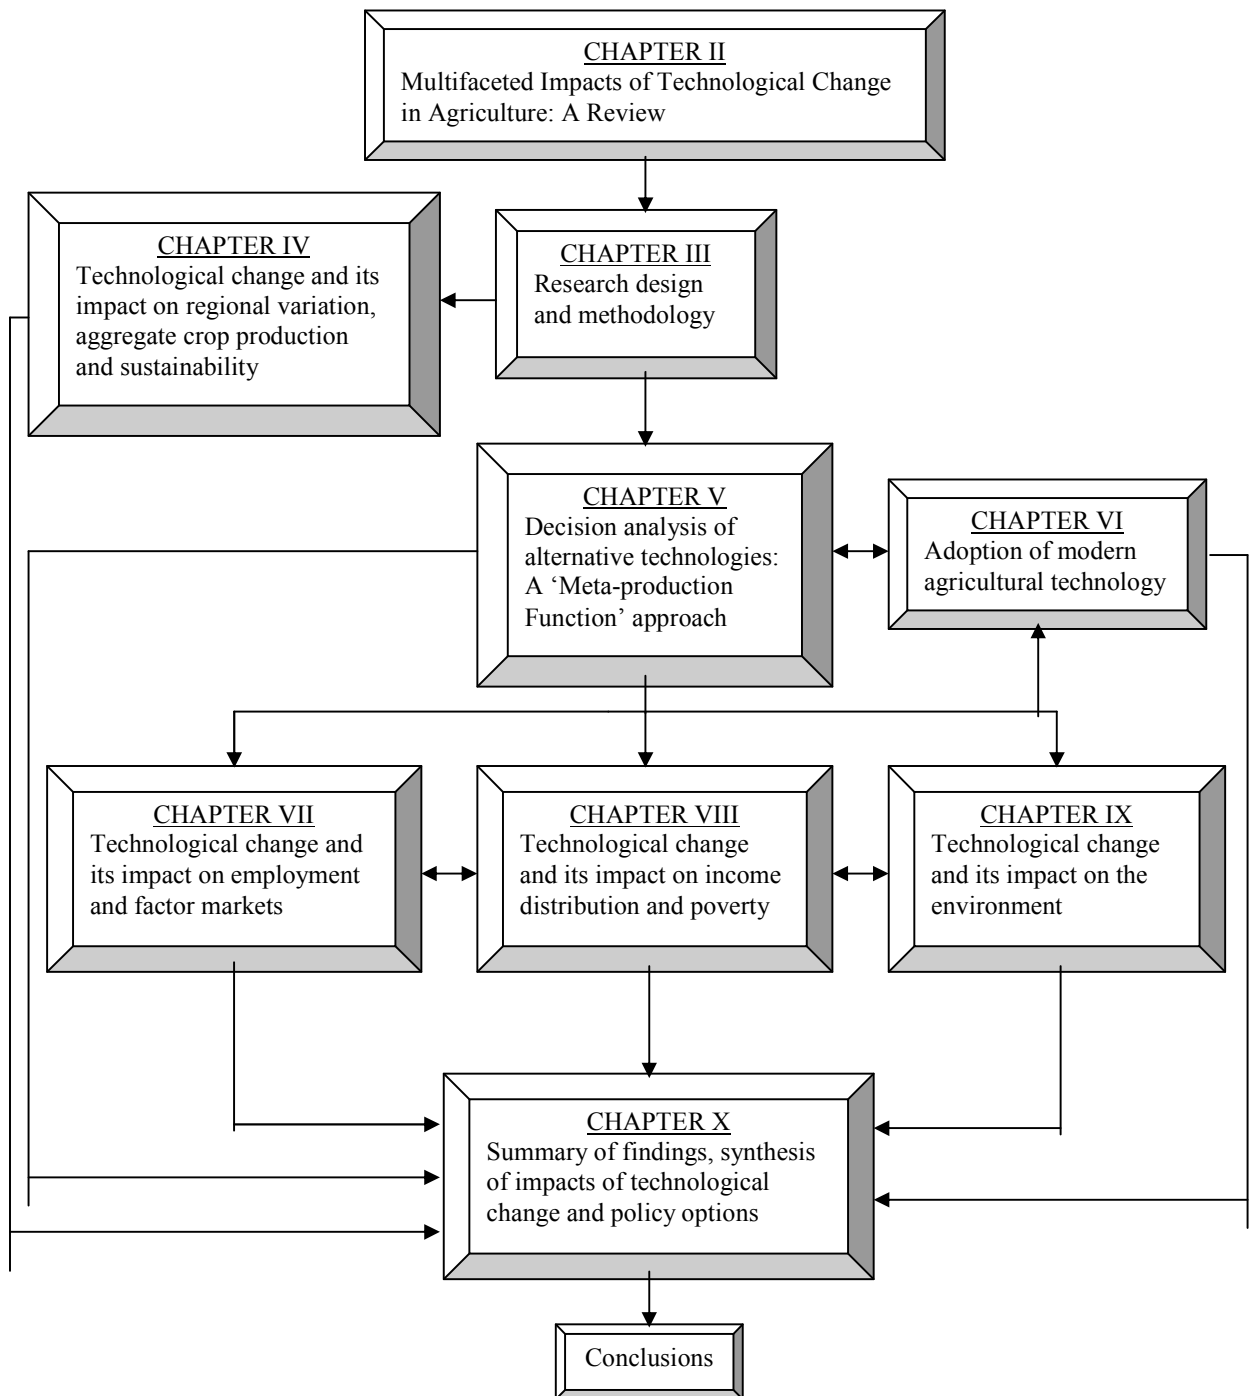 CHAPTER II
Multifaceted Impacts of Technological Change
in Agriculture: A Review
CHAPTER III
Research design
and methodology
CHAPTER IV
Technological change and its
impact on regional variation,
aggregate crop production
and sustainability
CHAPTER V
Decision analysis of
alternative technologies:
A ‘Meta-production
Function’ approach
CHAPTER VI
Adoption of modern
agricultural technology
CHAPTER VII
Technological change and
its impact on employment
and factor markets
CHAPTER VIII
Technological change
and its impact on income
distribution and poverty
CHAPTER IX
Technological change
and its impact on the
environment
CHAPTER X
Summary of findings, synthesis
of impacts of technological
change and policy options
Conclusions